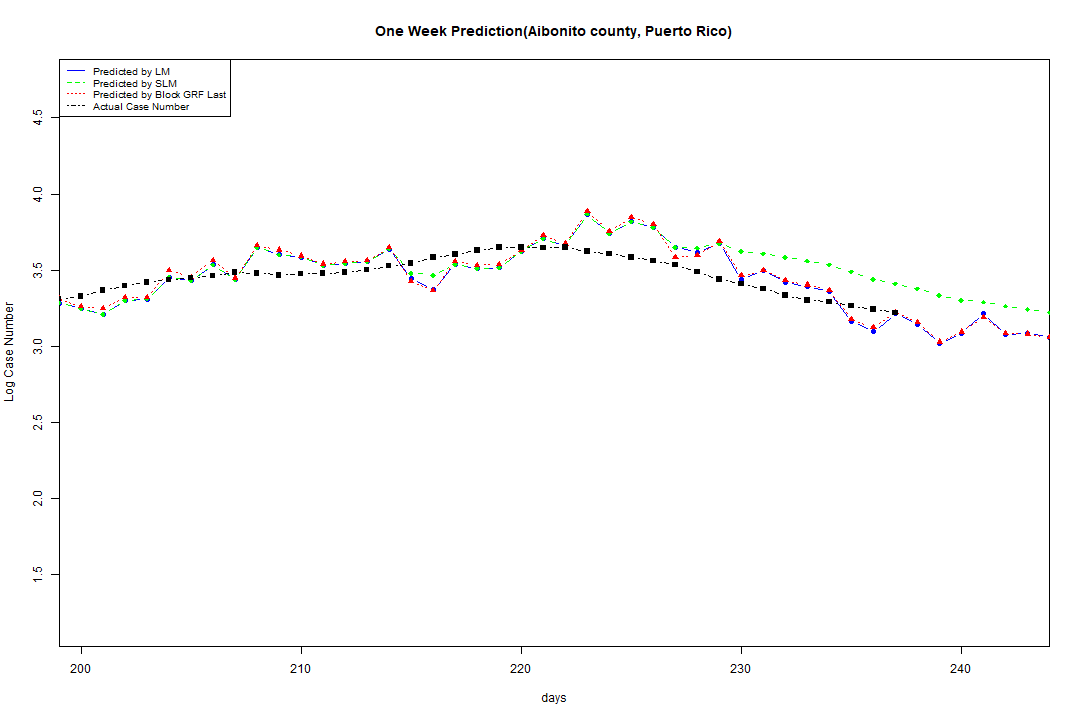 One Week Prediction(Aibonito county, Puerto Rico)
Predicted by LM
Predicted by SLM
Predicted by Block GRF Last
Actual Case Number
4.5
4.0
3.5
3.0
2.5
2.0
1.5
Log Case Number
200 210 220 230 240
days